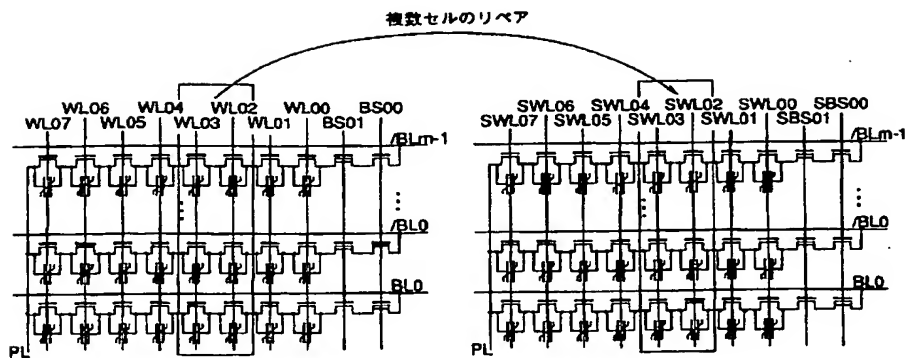 複数セルのリペア
WL06 WL04 WL02 WL00 BS00
WL07 WL05 WL03 WL01 BS01
/BLm-1
/BL0
BL0
PL
SWL06 SWL04 SWL02 SWL00 SBS00
SWL07 SWL05 SWL03 SWL01 SBS01
/BLm-1
/BL0
BL0
PL